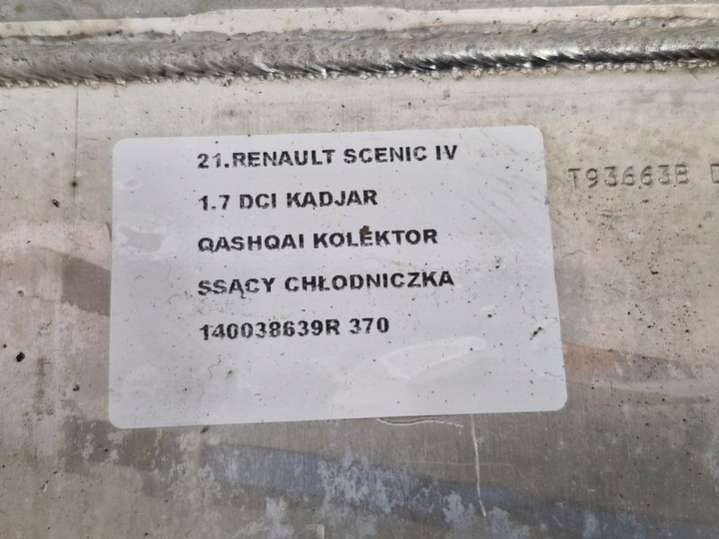 21.RENAULT SCENIC IV
1.7 DCI KĄDJAR
QASHQAI KOLEKTOR
SSĄCY CHŁODNICZKA
140038639R 370
T93663B